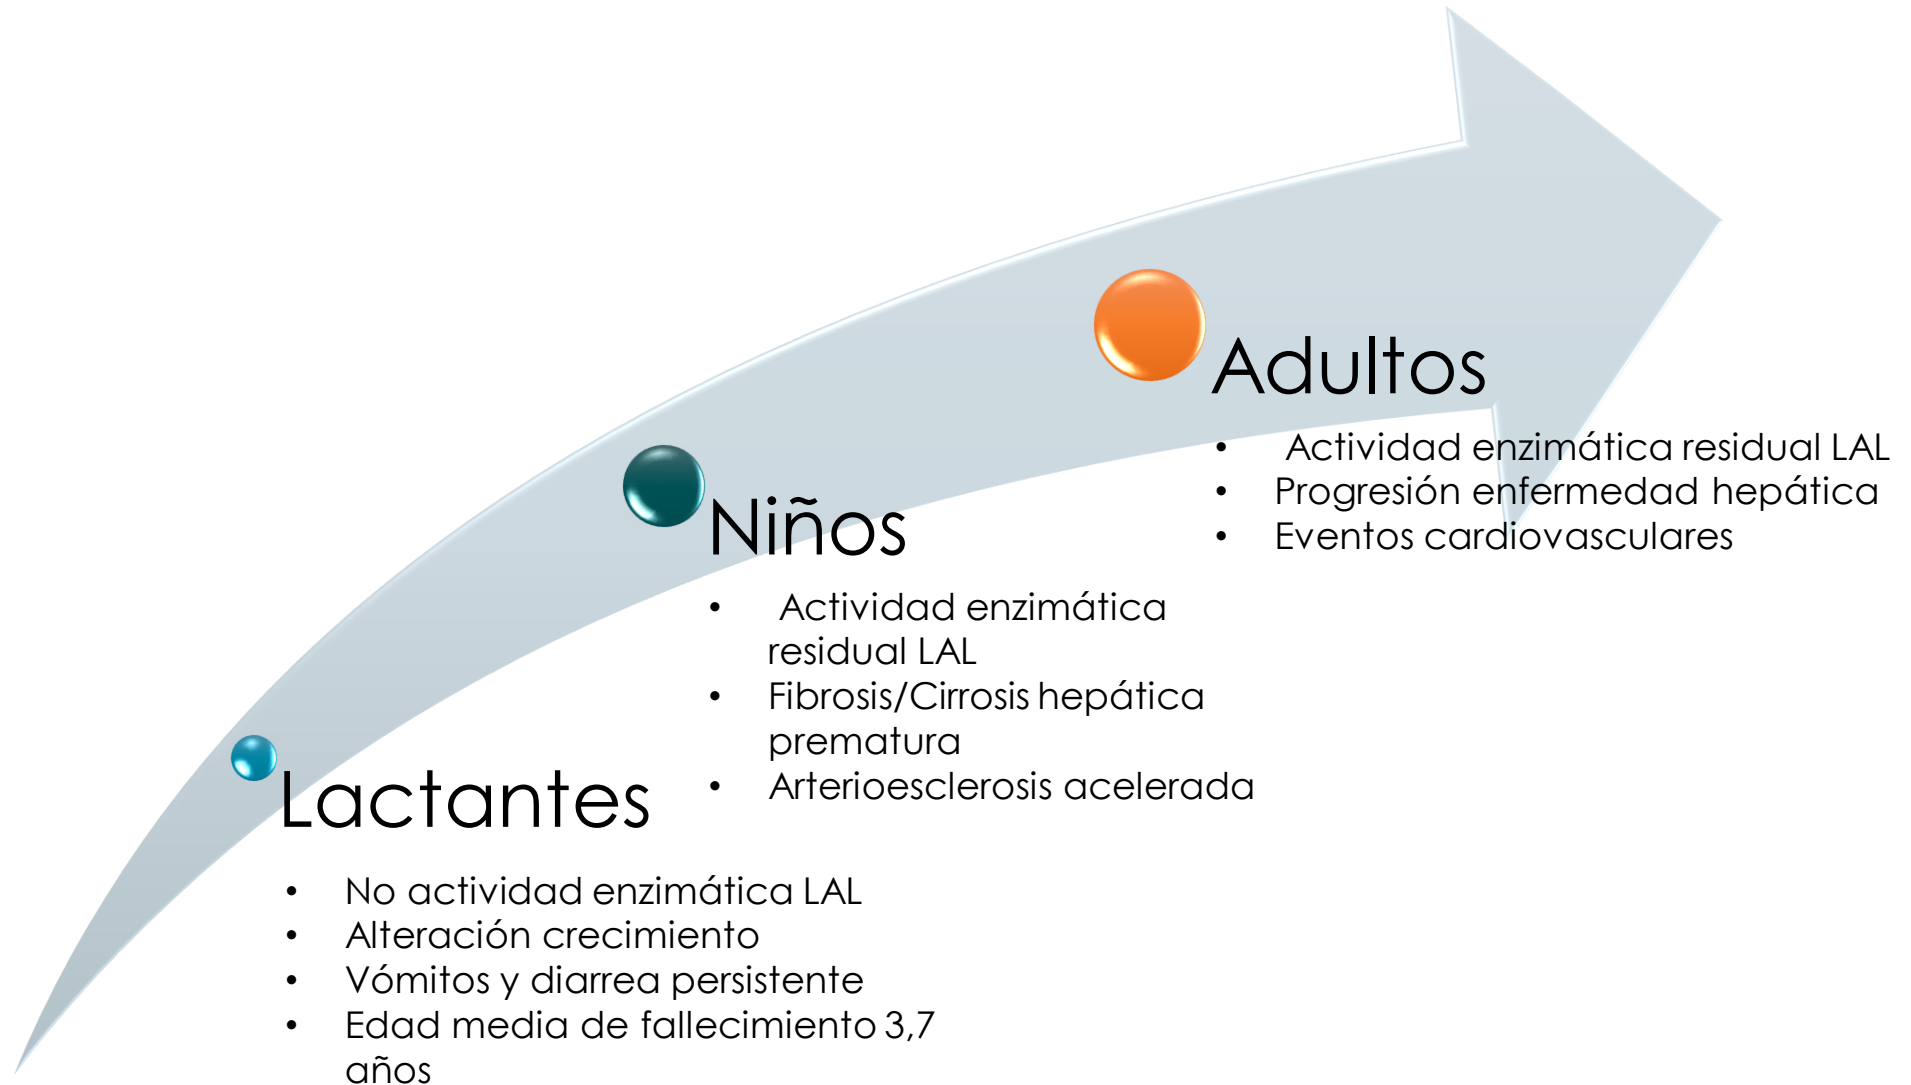 Adultos
• Actividad enzimática residual LAL
• Progresión enfermedad hepática
• Eventos cardiovasculares
Niños
• Actividad enzimática
residual LAL
• Fibrosis/Cirrosis hepática
prematura
• Arterioesclerosis acelerada
Lactantes
• No actividad enzimática LAL
• Alteración crecimiento
• Vómitos y diarrea persistente
• Edad media de fallecimiento 3,7
años